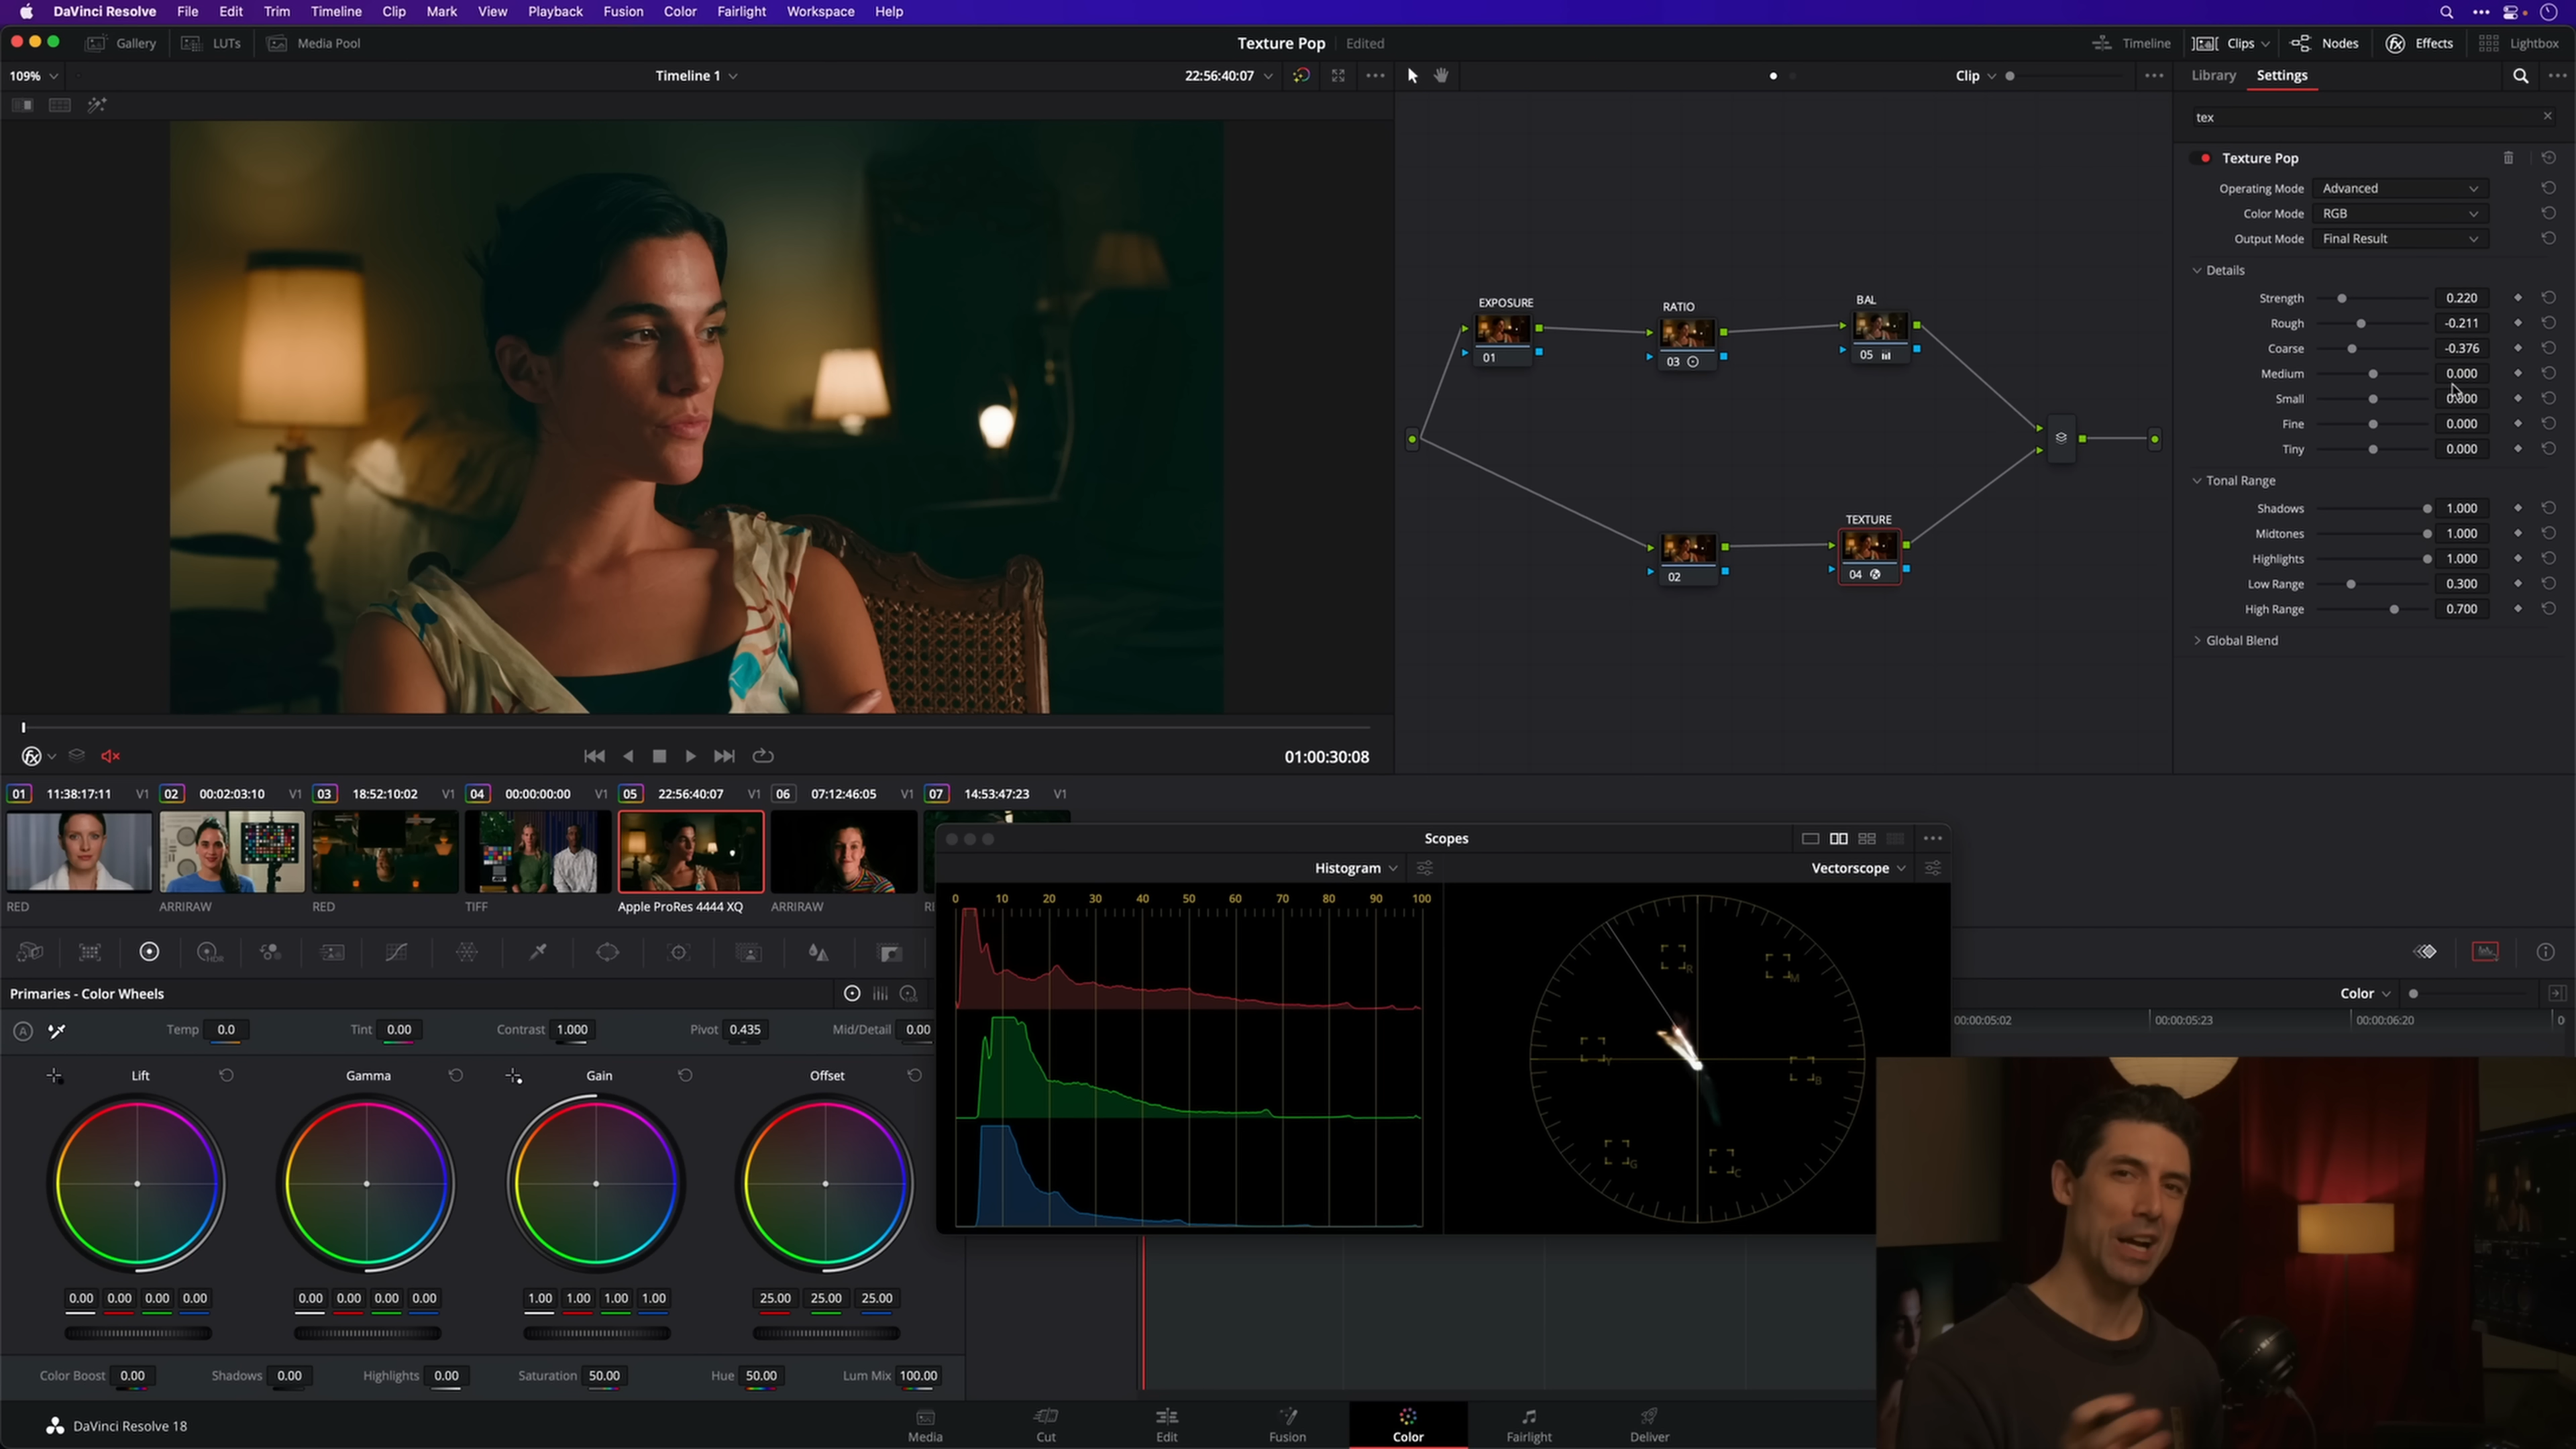 DaVinci Resolve File Edit Trim Timeline Clip Mark View Playback Fusion Color Fairlight Workspace Help
Gallery LUTs Media Pool Texture Pop Edited Timeline Clips Nodes Effects Lightbox
109% Timeline 1 22:56:40:07 Clip Library Settings
tex
Texture Pop
Operating Mode Advanced
Color Mode RGB
Output Mode Final Result
Details
Strength 0.220
Rough -0.211
Coarse -0.376
Medium 0.000
Small 0.000
Fine 0.000
Tiny 0.000
Tonal Range
Shadows 1.000
Midtones 1.000
Highlights 1.000
Low Range 0.300
High Range 0.700
Global Blend
EXPOSURE RATIO BAL
01 03 05
TEXTURE
02 04
01:00:30:08
01 11:38:17:11 V1 02 00:02:03:10 V1 03 18:52:10:02 V1 04 00:00:00:00 V1 05 22:56:40:07 V1 06 07:12:46:05 V1 07 14:53:47:23 V1
RED ARRIRAW RED TIFF Apple ProRes 4444 XQ ARRIRAW
Scopes
Histogram Vectorscope
0 10 20 30 40 50 60 70 80 90 100
R M
Y B
G C
Primaries - Color Wheels
Color
Temp 0.0 Tint 0.00 Contrast 1.000 Pivot 0.435 Mid/Detail 0.00
00:00:05:02 00:00:05:23 00:00:06:20 0
Lift Gamma Gain Offset
0.00 0.00 0.00 0.00 0.00 0.00 0.00 0.00 1.00 1.00 1.00 1.00 25.00 25.00 25.00
Color Boost 0.00 Shadows 0.00 Highlights 0.00 Saturation 50.00 Hue 50.00 Lum Mix 100.00
DaVinci Resolve 18 Media Cut Edit Fusion Color Fairlight Deliver